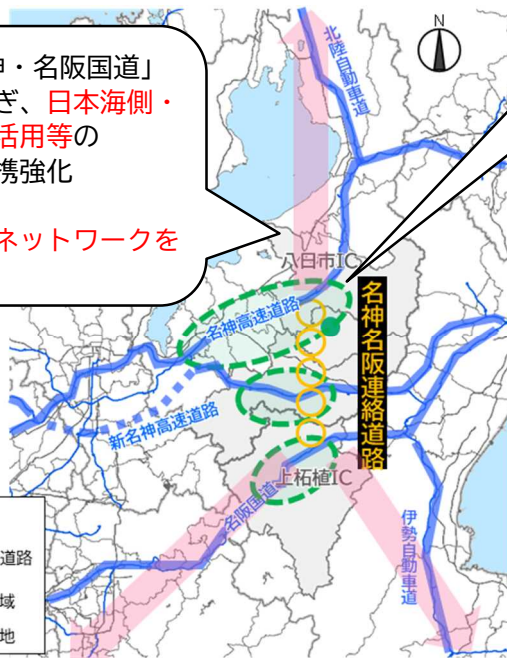 神・名阪国道」
ぎ、日本海側・
活用等の
携強化
ネットワークを
N
北陸自動車道
八日市IC
名神高速道路
名神名阪連絡道路
新名神高速道路
上柘植IC
名阪国道
伊勢自動車道
道路
域
地